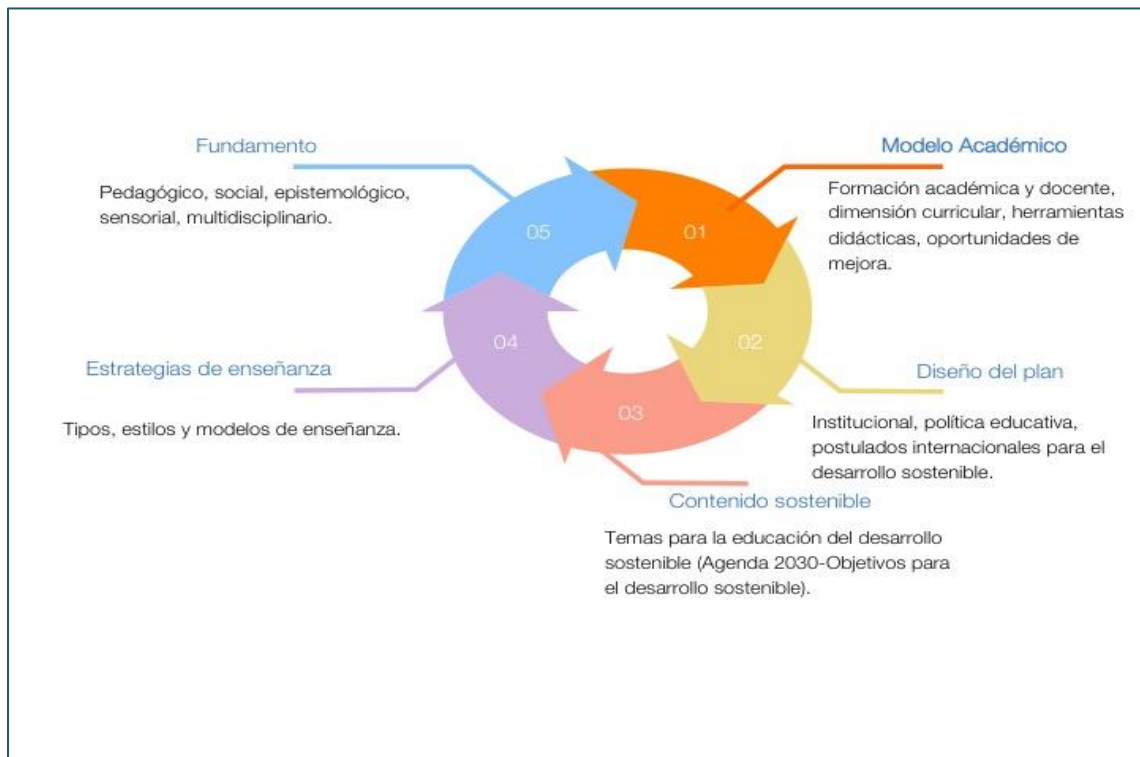 Fundamento
Pedagógico, social, epistemológico,
sensorial, multidisciplinario.
Modelo Académico
Formación académica y docente,
dimensión curricular, herramientas
didácticas, oportunidades de
mejora.
05
01
04
02
03
Estrategias de enseñanza
Tipos, estilos y modelos de enseñanza.
Diseño del plan
Institucional, política educativa,
postulados internacionales para el
desarrollo sostenible.
Contenido sostenible
Temas para la educación del desarrollo
sostenible (Agenda 2030-Objetivos para
el desarrollo sostenible).